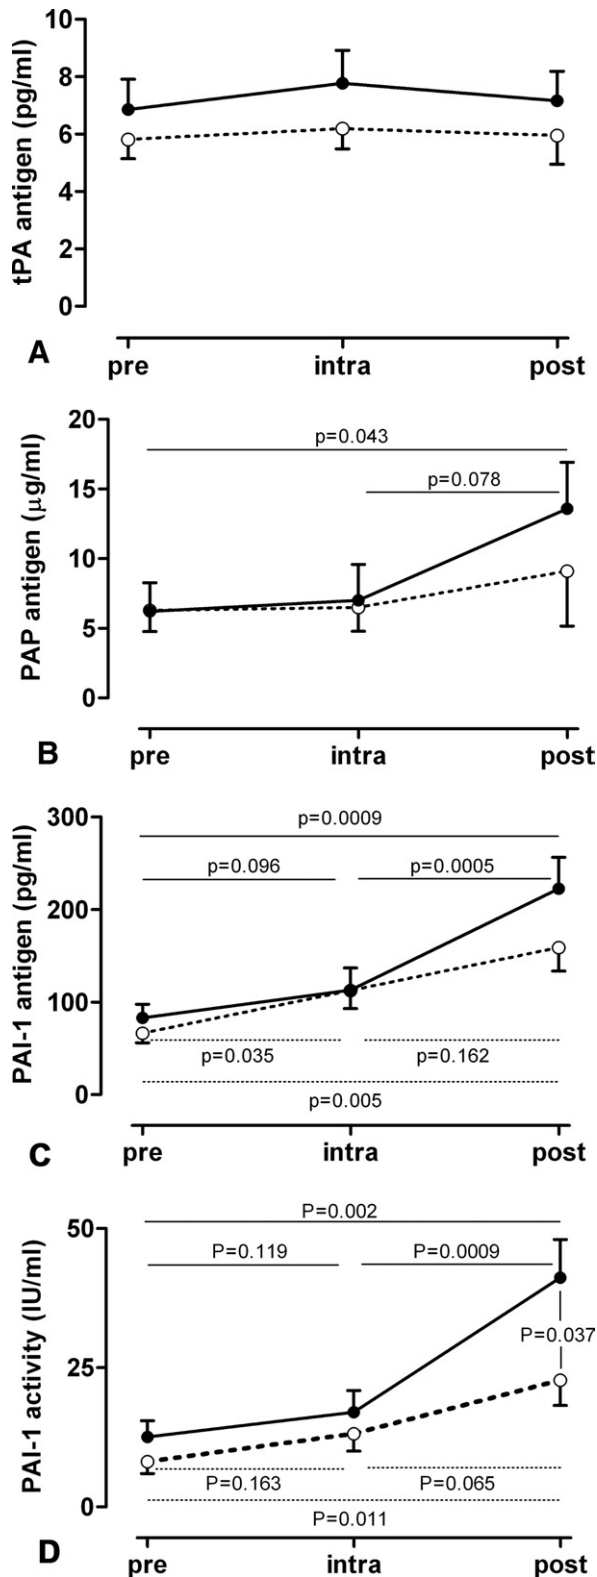 10
8
6
4
2
0
tPA antigen (pg/ml)
A
pre intra post
20
15
10
5
0
PAP antigen (µg/ml)
p=0.043
p=0.078
B
pre intra post
300
200
100
0
PAI-1 antigen (pg/ml)
p=0.0009
p=0.096 p=0.0005
p=0.035 p=0.162
p=0.005
C
pre intra post
50
25
0
PAI-1 activity (IU/ml)
P=0.002
P=0.119 P=0.0009
P=0.037
P=0.163 P=0.065
P=0.011
D
pre intra post